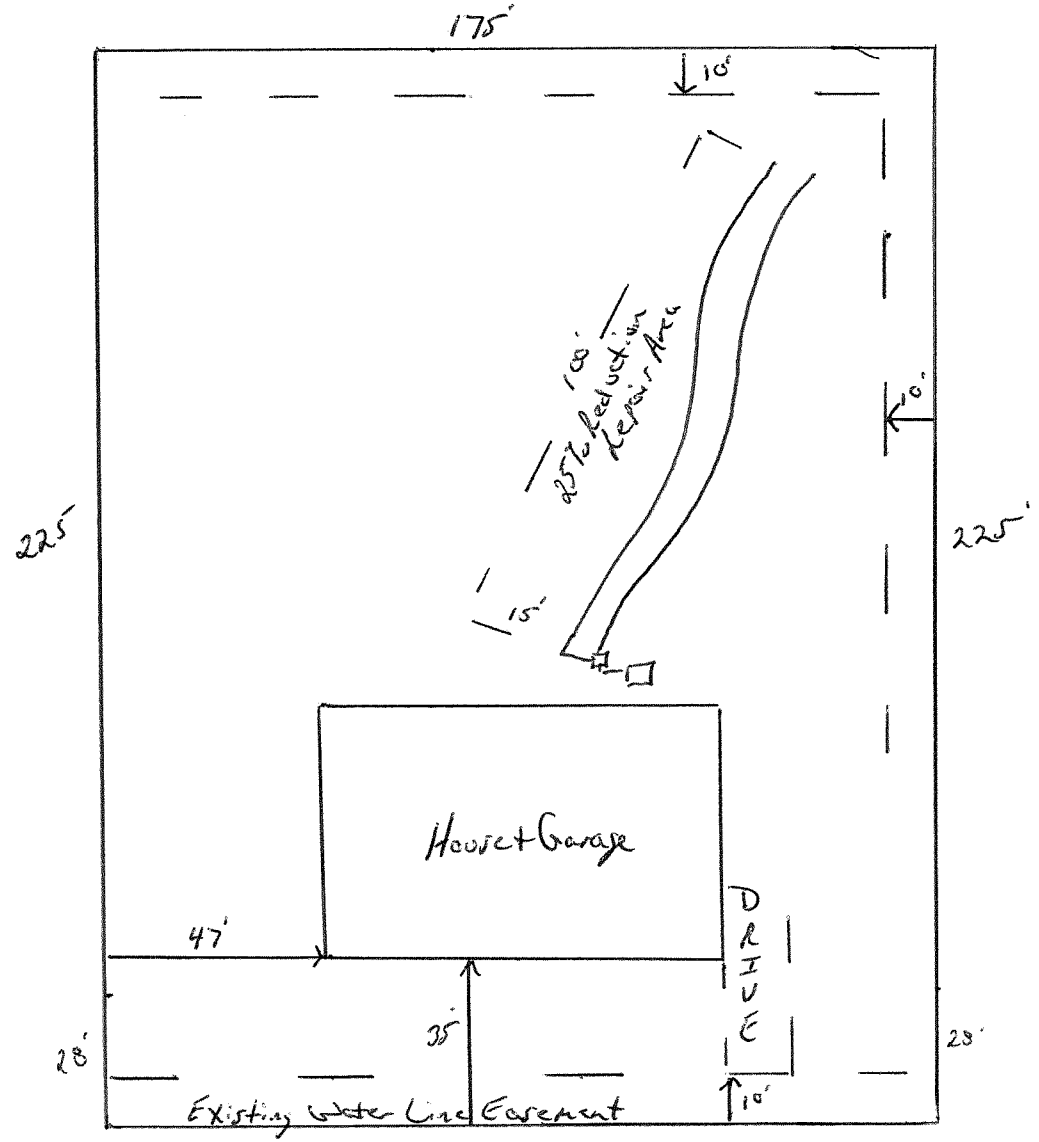 175'
10'
100'
25% Reduction
Repair Area
10'
225'
225'
15'
House + Garage
DRIVE
47'
35'
28'
28'
10'
Existing Water Line Easement